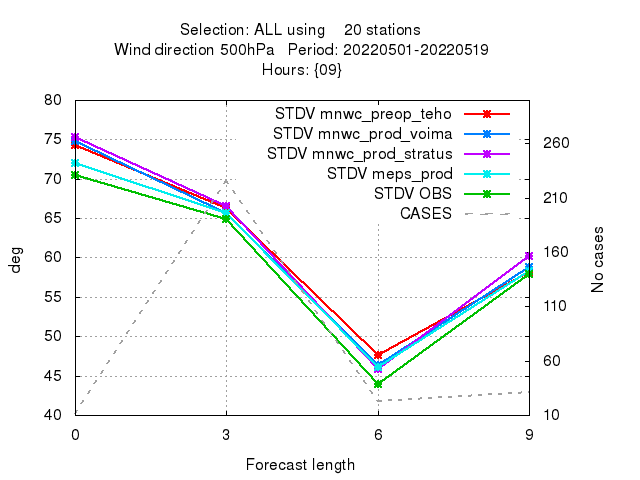 Selection: ALL using 20 stations
Wind direction 500hPa Period: 20220501-20220519
Hours: {09}
STDV mnwc_preop_teho
STDV mnwc_prod_voima
STDV mnwc_prod_stratus
STDV meps_prod
STDV OBS
CASES
80
75
70
65
60
55
50
45
40
deg
260
210
160
110
60
10
No cases
0 3 6 9
Forecast length